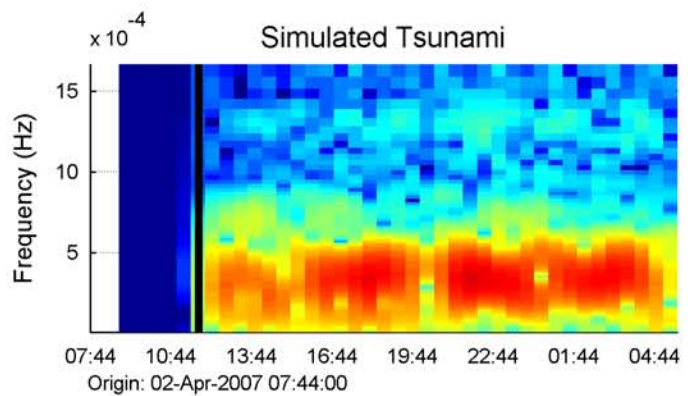 x 10⁻⁴
Simulated Tsunami
15
10
5
Frequency (Hz)
07:44 10:44 13:44 16:44 19:44 22:44 01:44 04:44
Origin: 02-Apr-2007 07:44:00